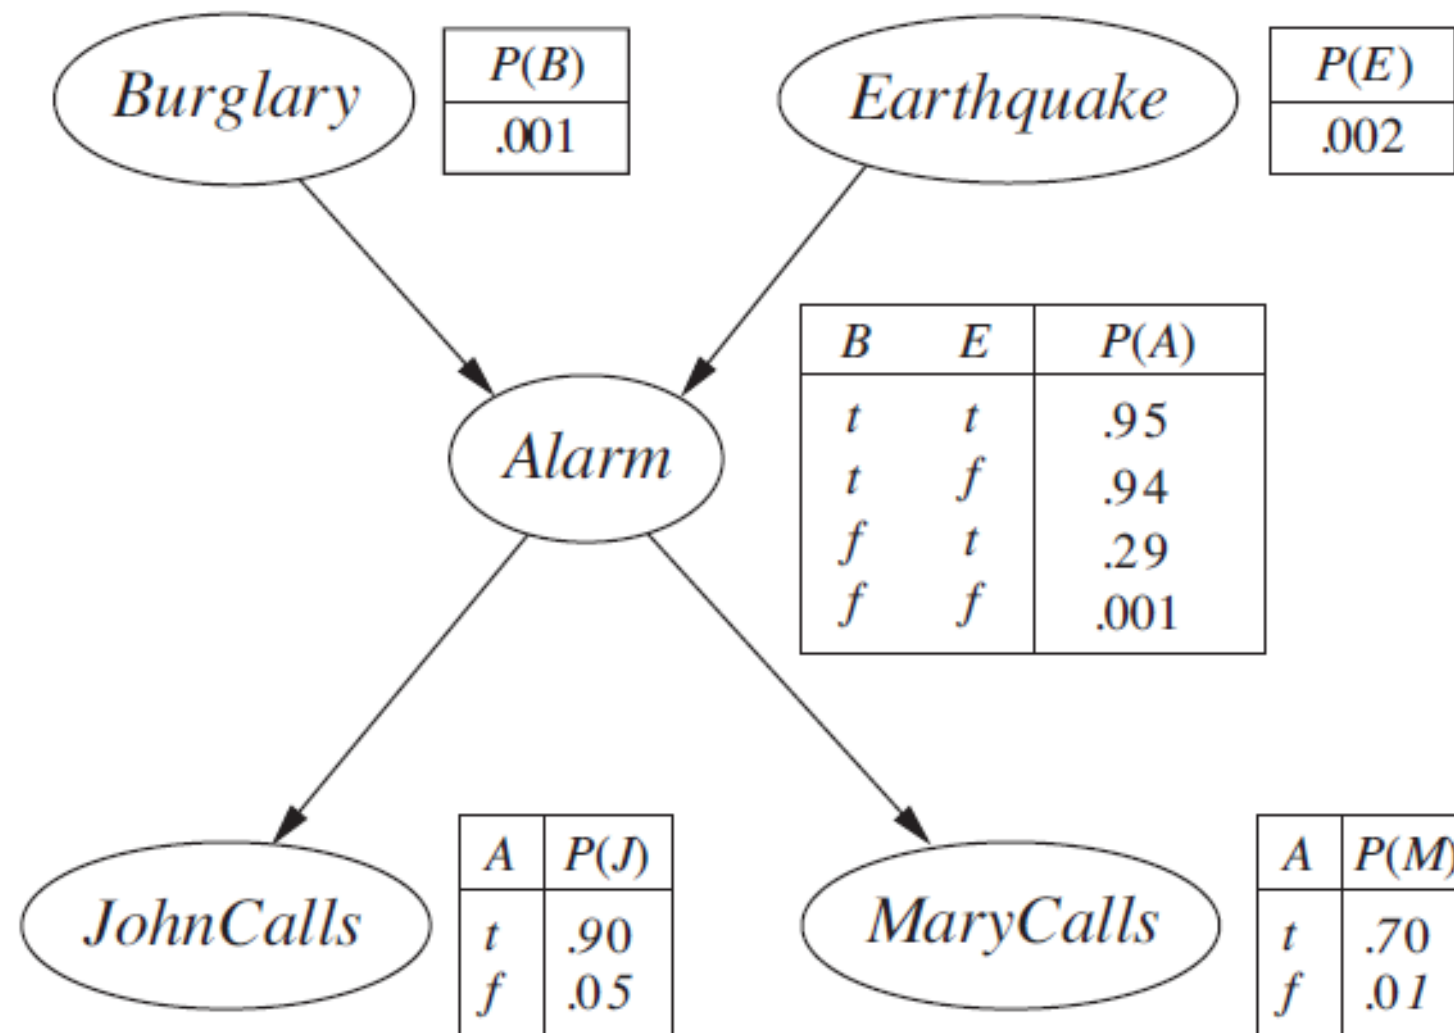 Burglary
P(B)
.001
Earthquake
P(E)
.002
B E P(A)
t t .95
t f .94
f t .29
f f .001
Alarm
JohnCalls
A P(J)
t .90
f .05
MaryCalls
A P(M)
t .70
f .01